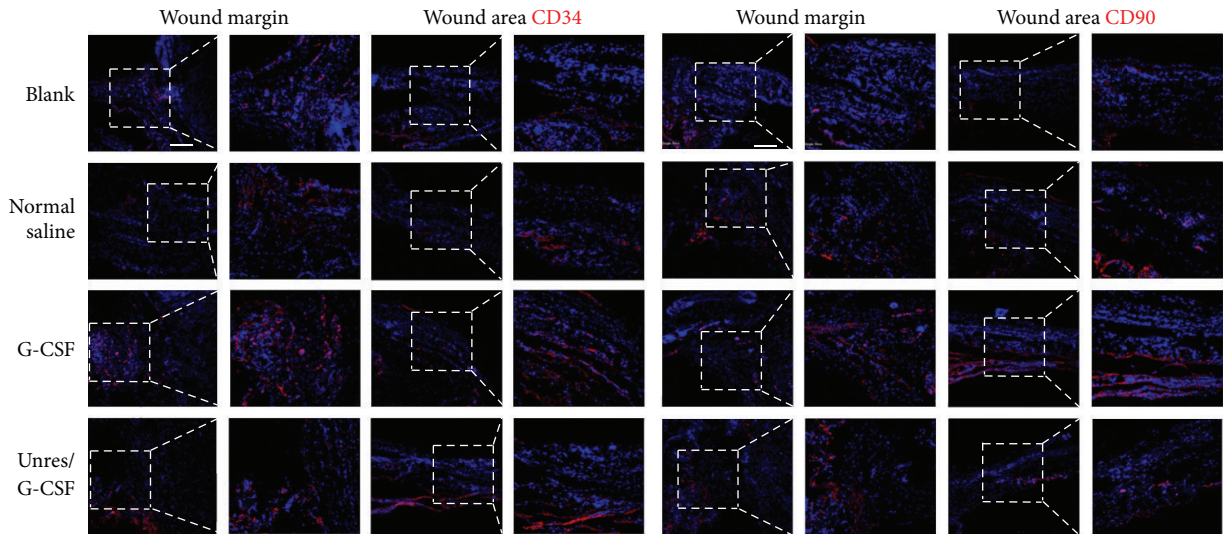 Wound margin Wound area CD34 Wound margin Wound area CD90
Blank
Normal
saline
G-CSF
Unres/
G-CSF